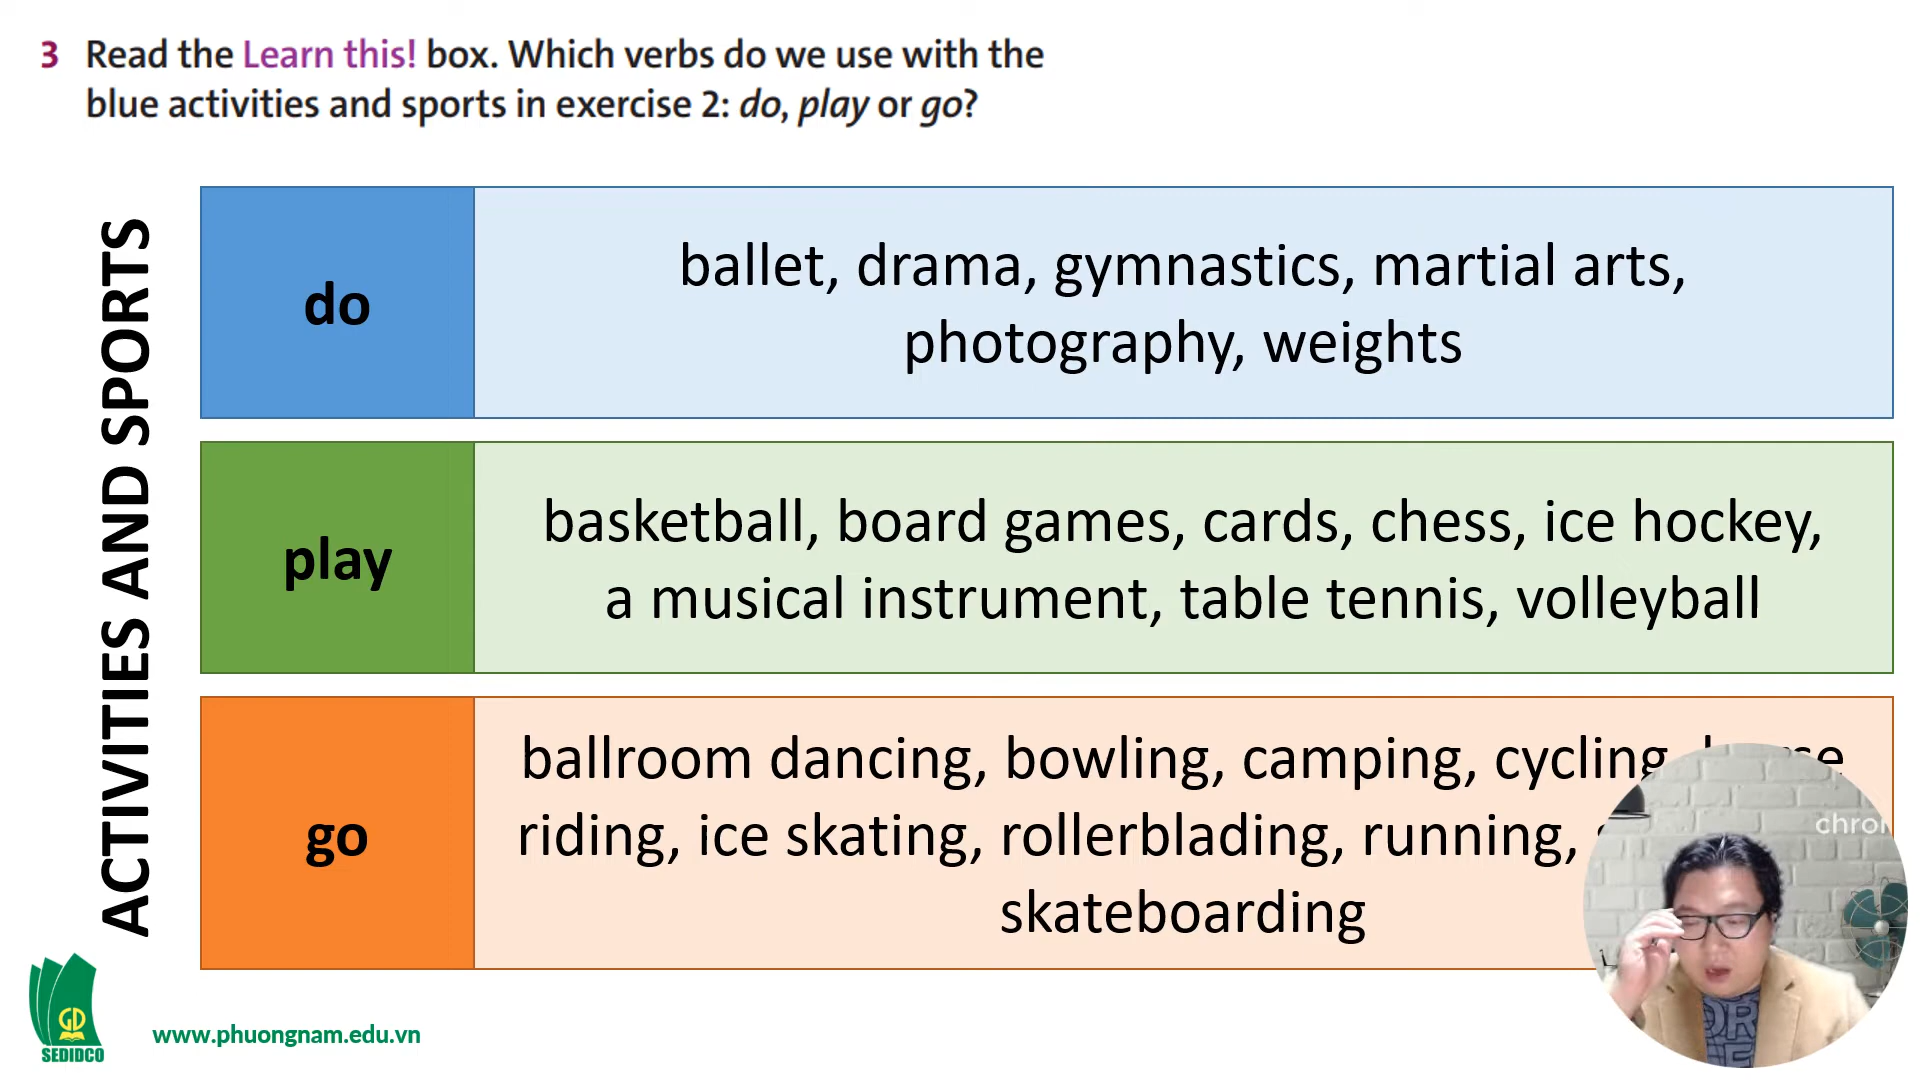 3 Read the Learn this! box. Which verbs do we use with the
blue activities and sports in exercise 2: do, play or go?
ACTIVITIES AND SPORTS
do
ballet, drama, gymnastics, martial arts,
photography, weights
play
basketball, board games, cards, chess, ice hockey,
a musical instrument, table tennis, volleyball
go
ballroom dancing, bowling, camping, cycling,
riding, ice skating, rollerblading, running,
skateboarding
GD
SEDIDCO
www.phuongnam.edu.vn